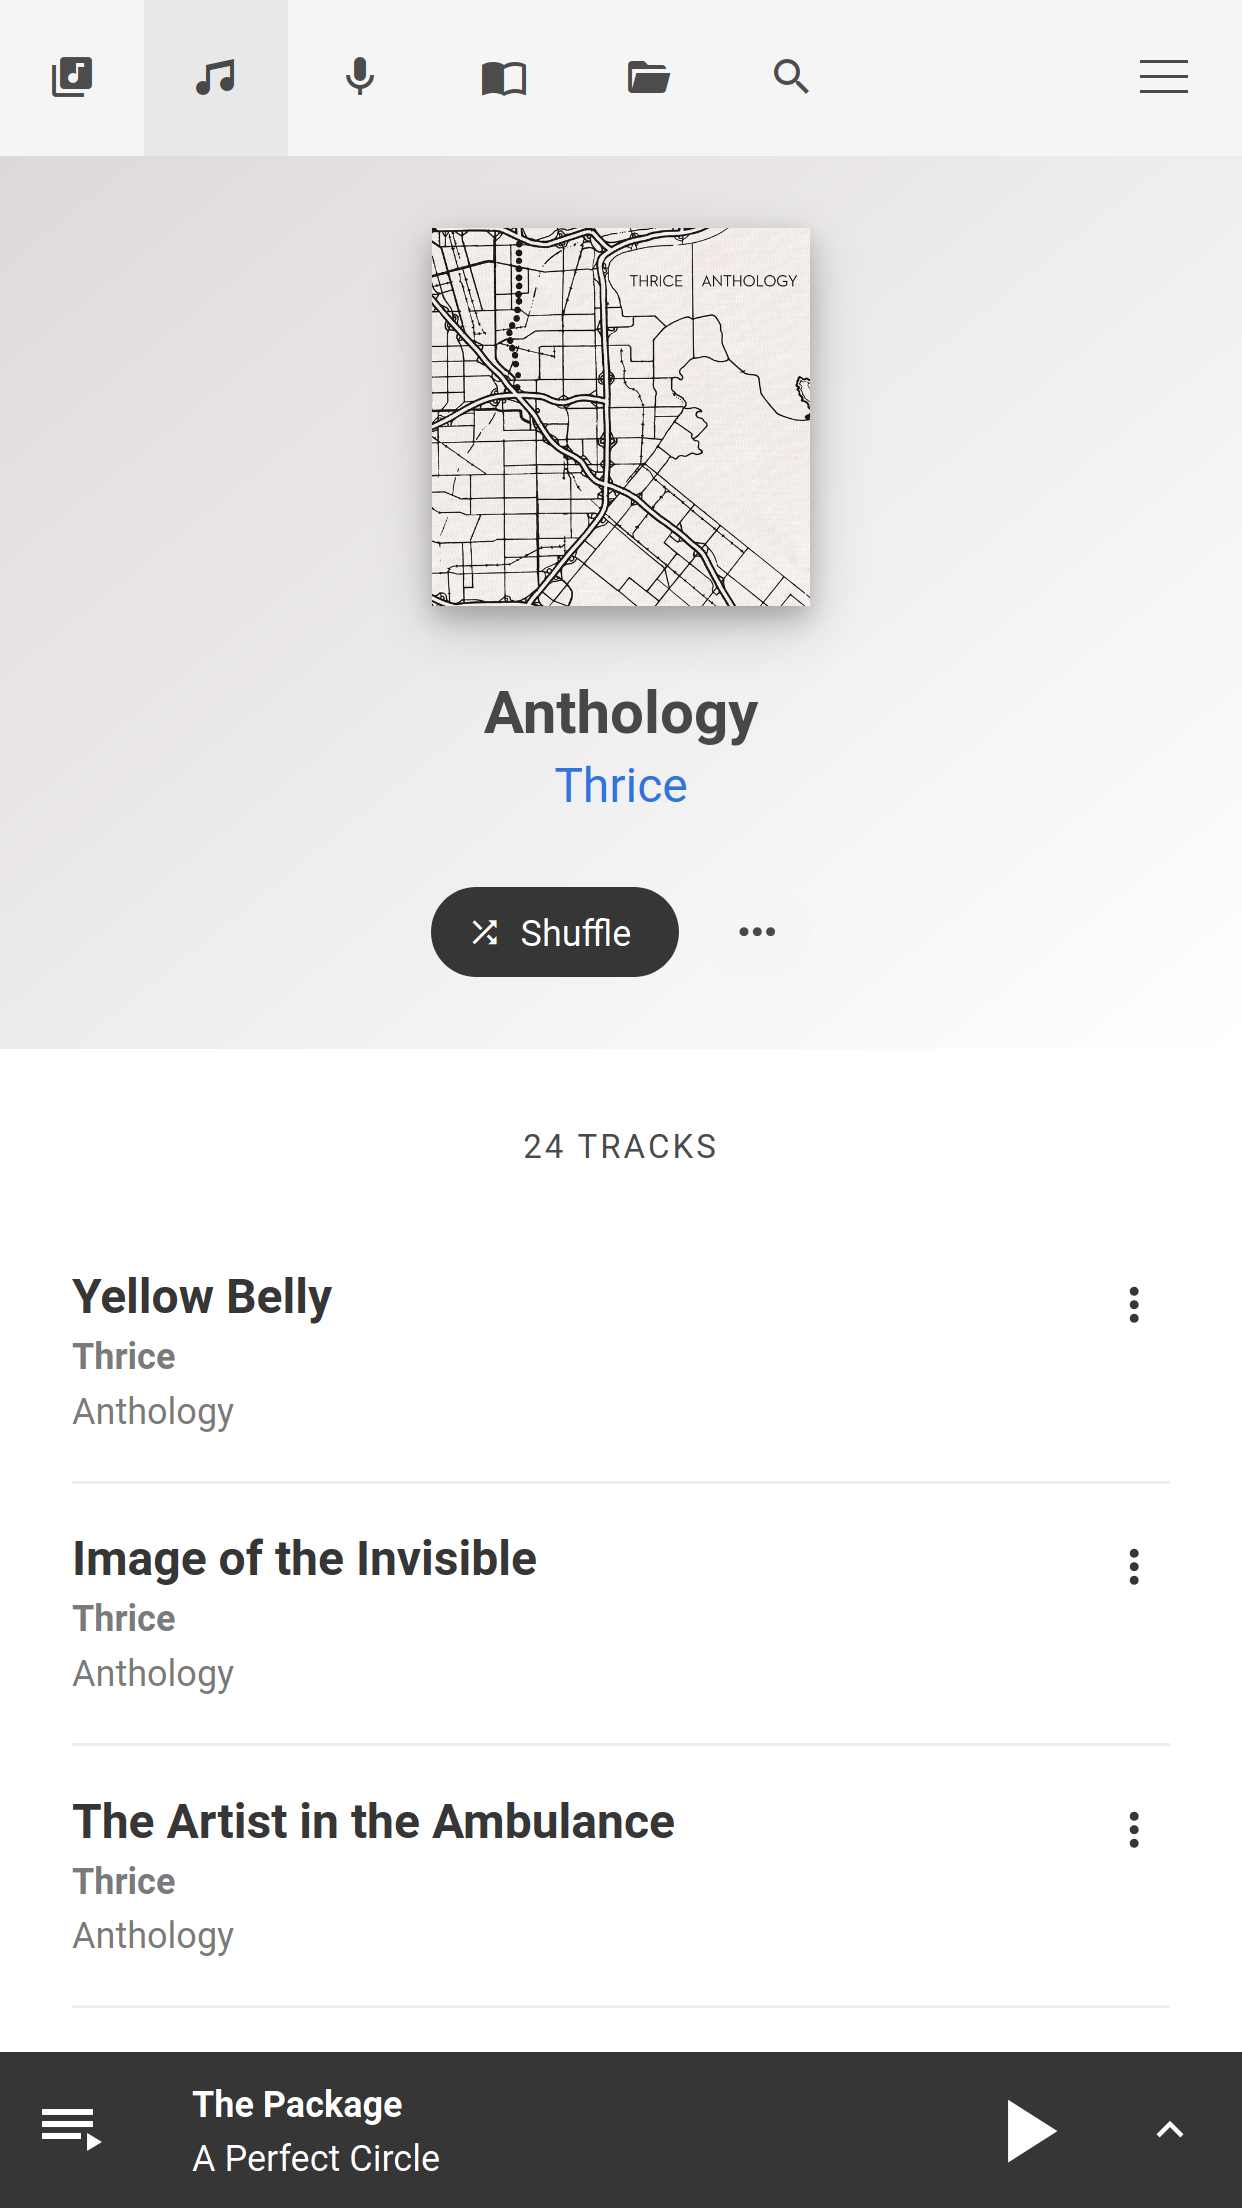 THRICE ANTHOLOGY
Anthology
Thrice
Shuffle
24 TRACKS
Yellow Belly
Thrice
Anthology
Image of the Invisible
Thrice
Anthology
The Artist in the Ambulance
Thrice
Anthology
The Package
A Perfect Circle